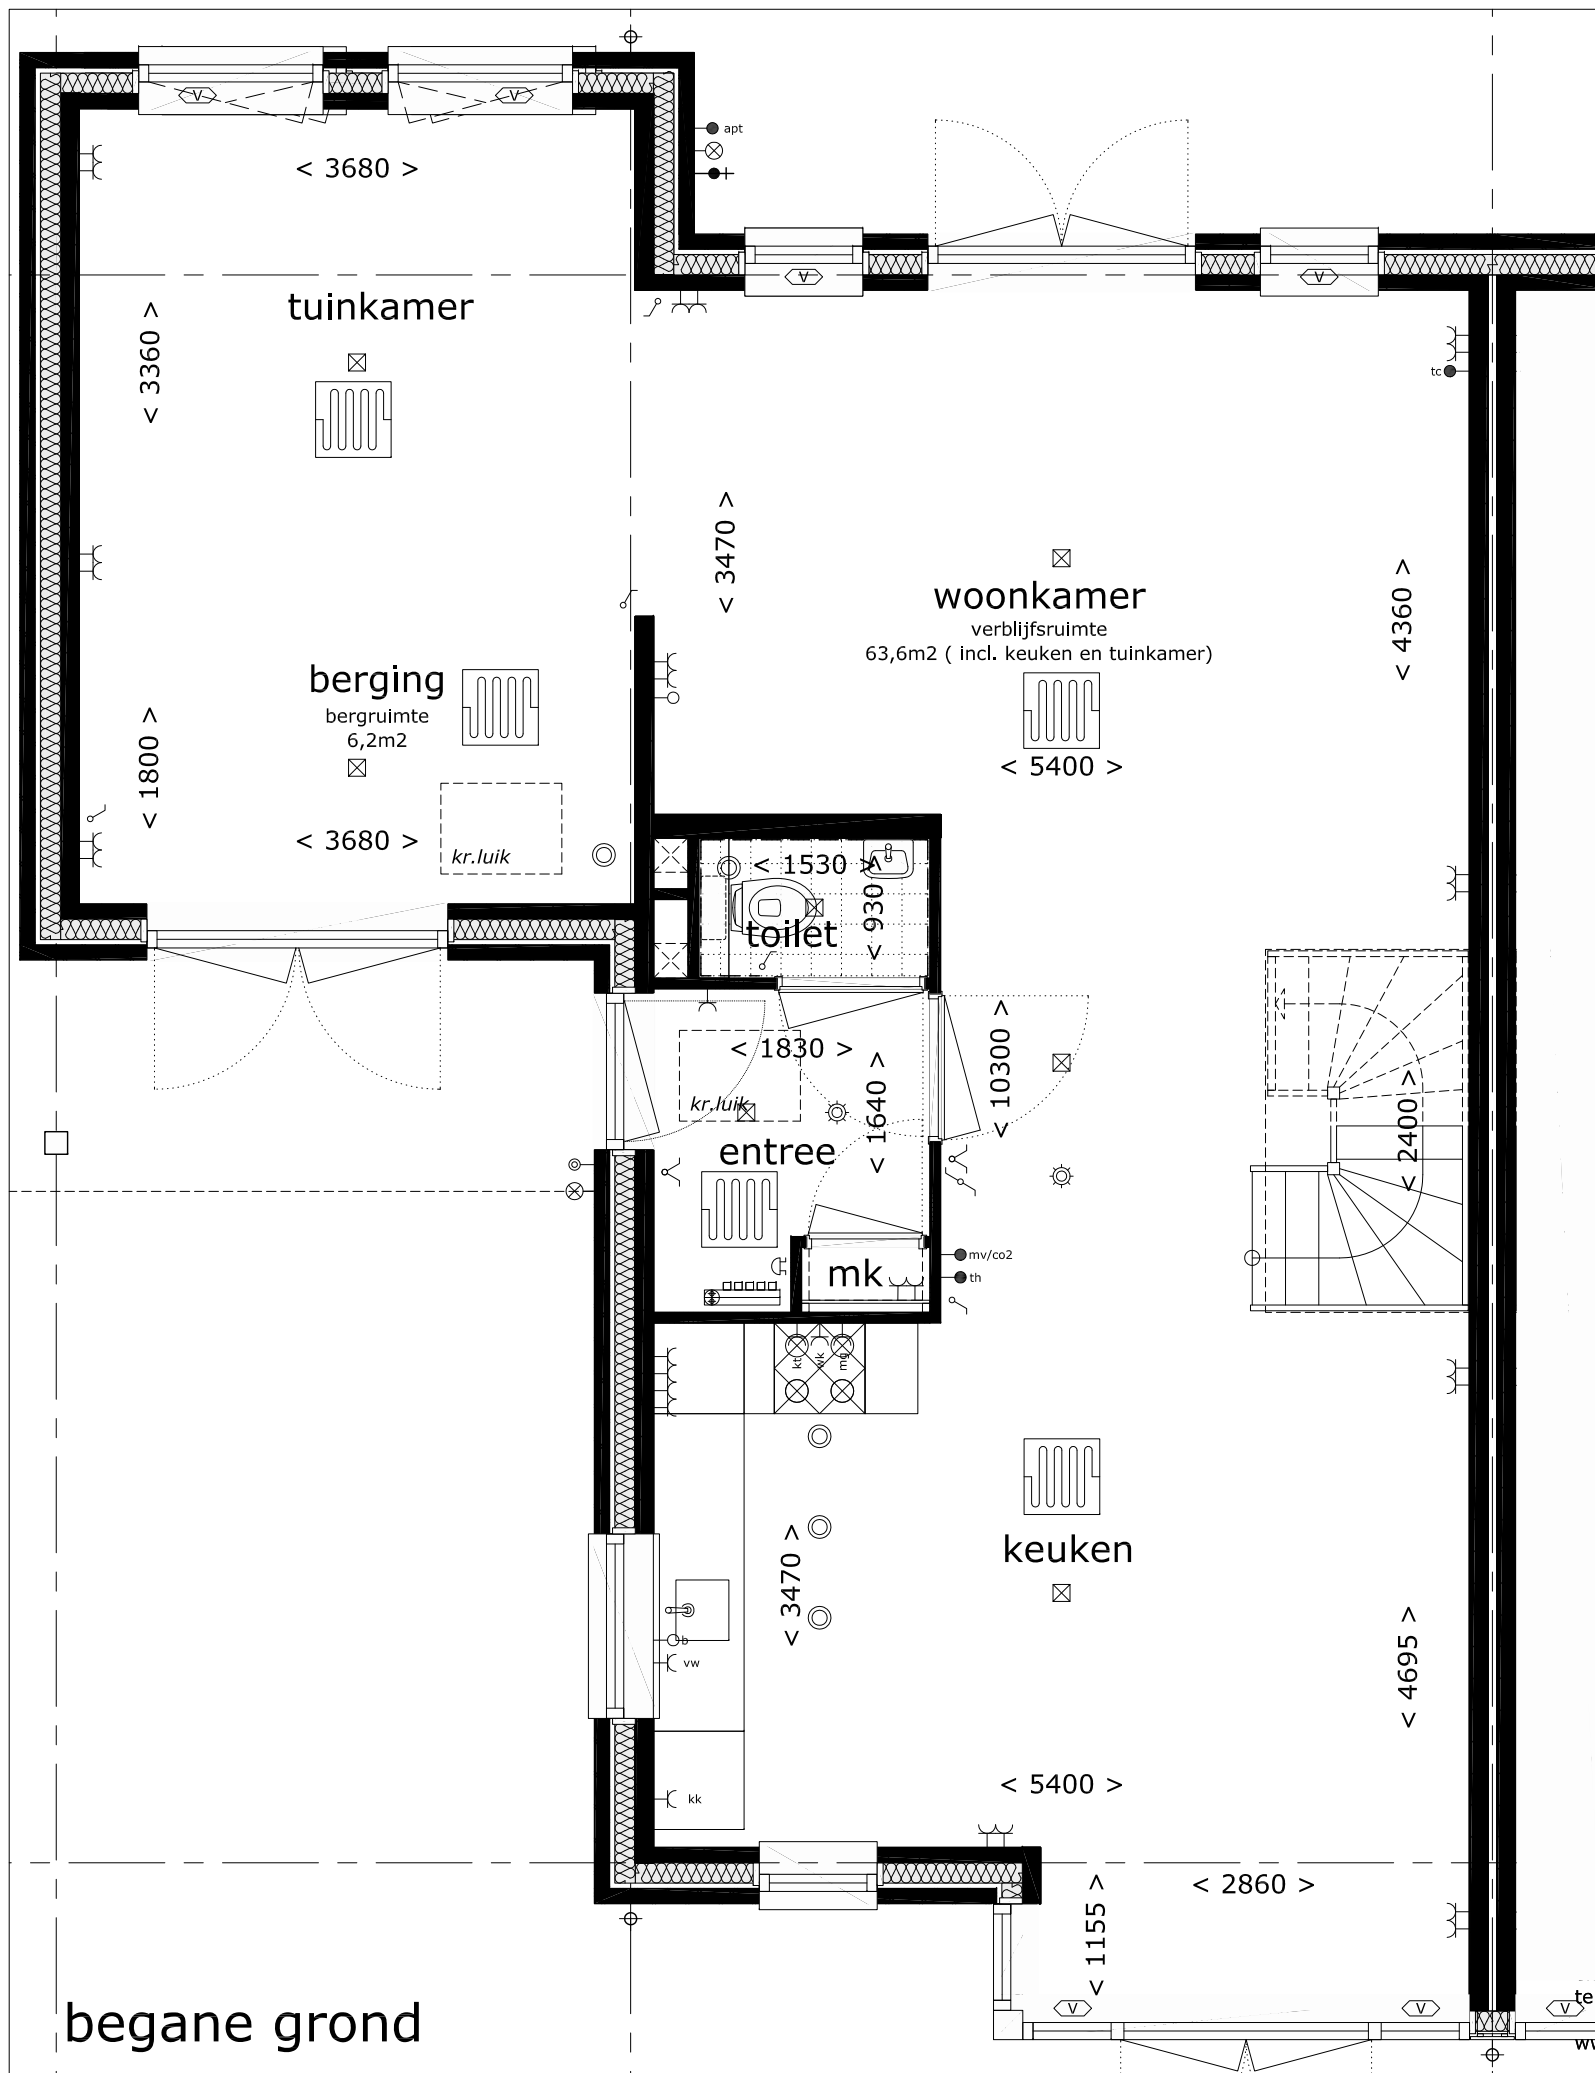 V
V
apt
< 3680 >
V
V
tuinkamer
< 3360 >
tc
< 3470 >
woonkamer
verblijfsruimte
63,6m2 ( incl. keuken en tuinkamer)
< 4360 >
berging
bergruimte
6,2m2
< 1800 >
< 5400 >
< 3680 >
kr.luik
< 1530 >
< 930 >
toilet
< 1830 >
< 10300 >
kr.luik
< 1640 >
< 2400 >
entree
mv/co2
mk
th
kt
wk
mg
keuken
< 3470 >
b
vw
< 4695 >
< 5400 >
kk
< 2860 >
< 1155 >
V
V
V
te
begane grond